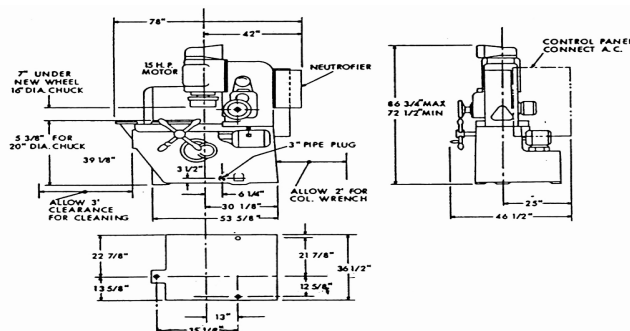 78"
42"
CONTROL PANEL
CONNECT A.C.
7" UNDER
NEW WHEEL
16" DIA. CHUCK
15 H.P.
MOTOR
NEUTROFIER
86 3/4" MAX
72 1/2" MIN
5 3/8" FOR
20" DIA. CHUCK
39 1/8"
3 1/2"
3" PIPE PLUG
ALLOW 3'
CLEARANCE
FOR CLEANING
6 1/4"
ALLOW 2' FOR
COL. WRENCH
30 1/8"
53 5/8"
25"
46 1/2"
22 7/8"
21 7/8"
36 1/2"
13 5/8"
12 5/8"
13"
35 1/8"